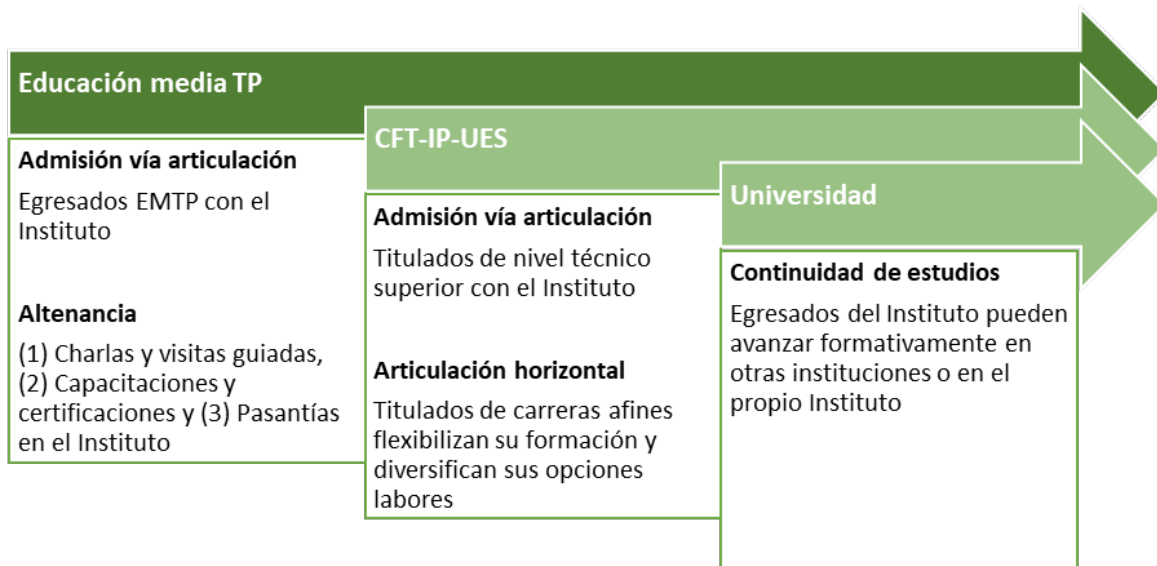 Educación media TP
Admisión vía articulación
Egresados EMTP con el
Instituto
Altenancia
(1) Charlas y visitas guiadas,
(2) Capacitaciones y
certificaciones y (3) Pasantías
en el Instituto
CFT-IP-UES
Admisión vía articulación
Titulados de nivel técnico
superior con el Instituto
Articulación horizontal
Titulados de carreras afines
flexibilizan su formación y
diversifican sus opciones
labores
Universidad
Continuidad de estudios
Egresados del Instituto pueden
avanzar formativamente en
otras instituciones o en el
propio Instituto